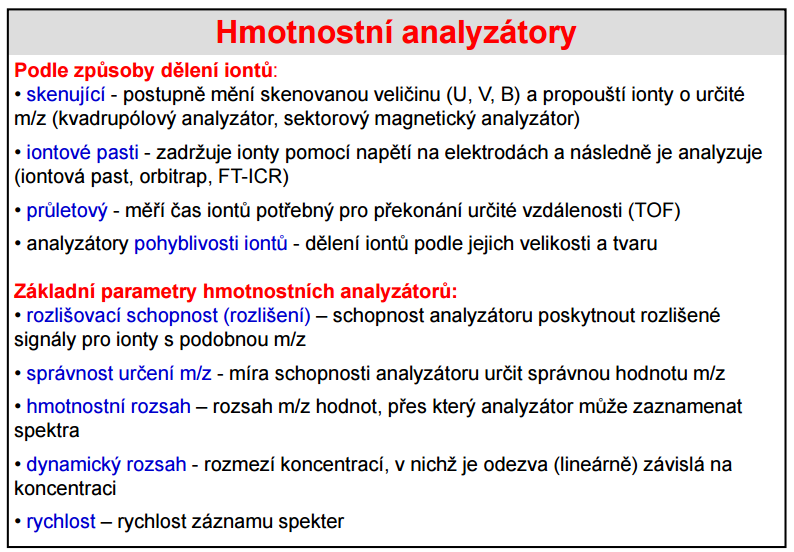 Hmotnostní analyzátory
Podle způsoby dělení iontů:
• skenující - postupně mění skenovanou veličinu (U, V, B) a propouští ionty o určité
m/z (kvadrupólový analyzátor, sektorový magnetický analyzátor)
• iontové pasti - zadržuje ionty pomocí napětí na elektrodách a následně je analyzuje
(iontová past, orbitrap, FT-ICR)
• průletový - měří čas iontů potřebný pro překonání určité vzdálenosti (TOF)
• analyzátory pohyblivosti iontů - dělení iontů podle jejich velikosti a tvaru
Základní parametry hmotnostních analyzátorů:
• rozlišovací schopnost (rozlišení) – schopnost analyzátoru poskytnout rozlišené
signály pro ionty s podobnou m/z
• správnost určení m/z - míra schopnosti analyzátoru určit správnou hodnotu m/z
• hmotnostní rozsah – rozsah m/z hodnot, přes který analyzátor může zaznamenat
spektra
• dynamický rozsah - rozmezí koncentrací, v nichž je odezva (lineárně) závislá na
koncentraci
• rychlost – rychlost záznamu spekter